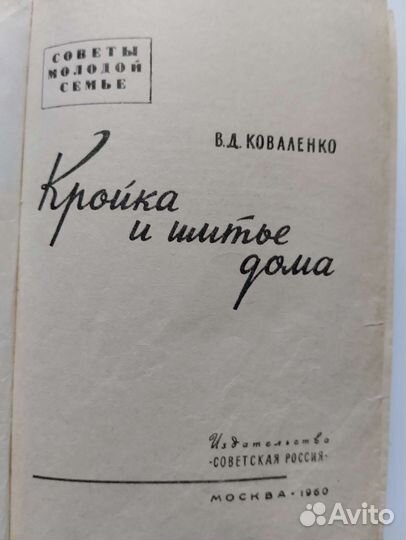 СОВЕТЫ
МОЛОДОЙ
СЕМЬЕ
В.Д. КОВАЛЕНКО
Кройка
и шитье
дома
Издательство
"СОВЕТСКАЯ РОССИЯ"
МОСКВА · 1960
Avito